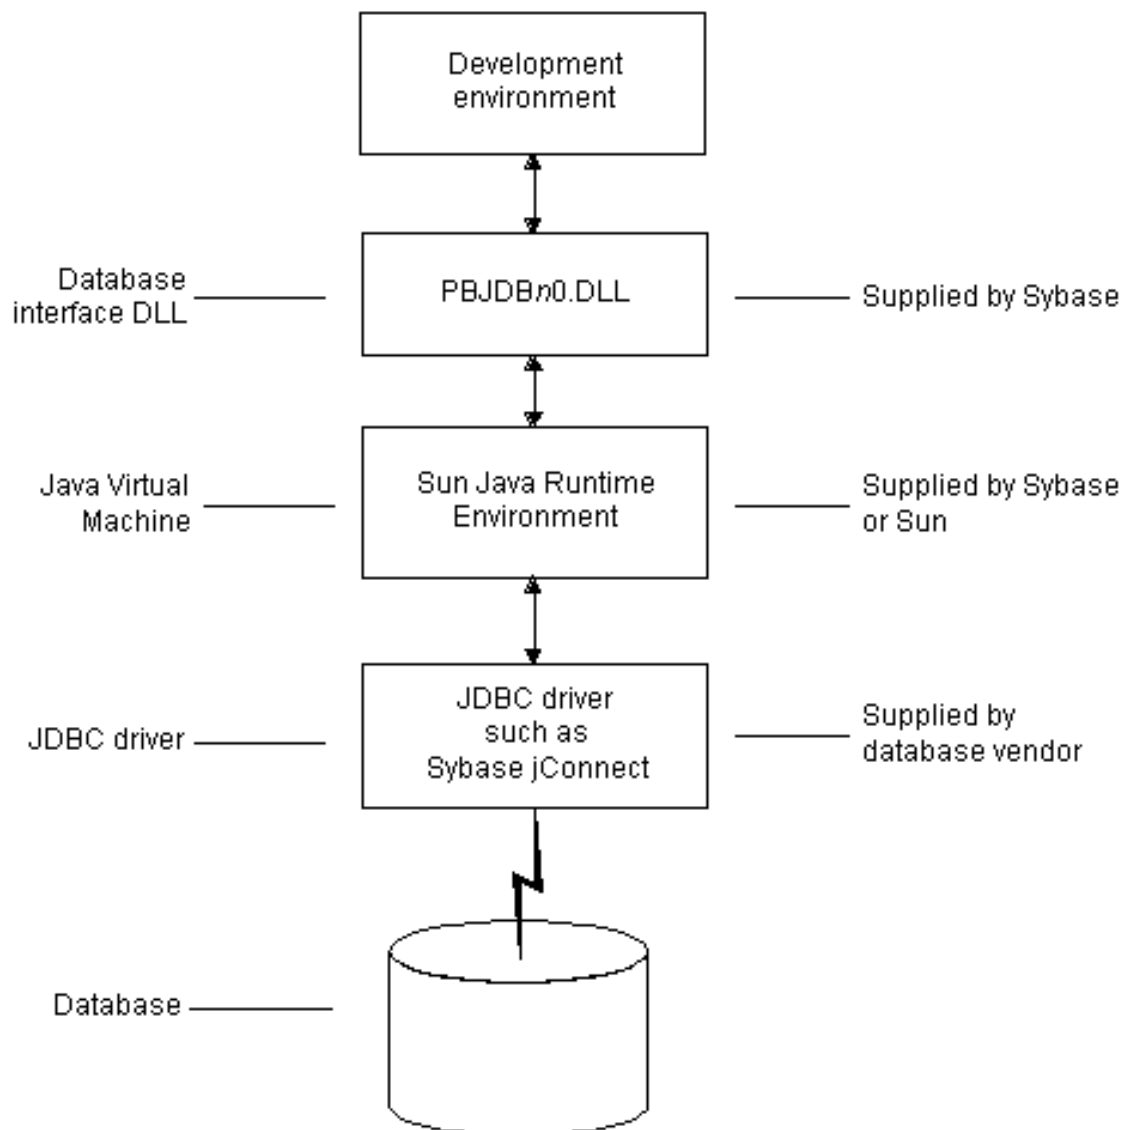 Development
environment
Database
interface DLL
PBJDBn0.DLL
Supplied by Sybase
Java Virtual
Machine
Sun Java Runtime
Environment
Supplied by Sybase
or Sun
JDBC driver
JDBC driver
such as
Sybase jConnect
Supplied by
database vendor
Database